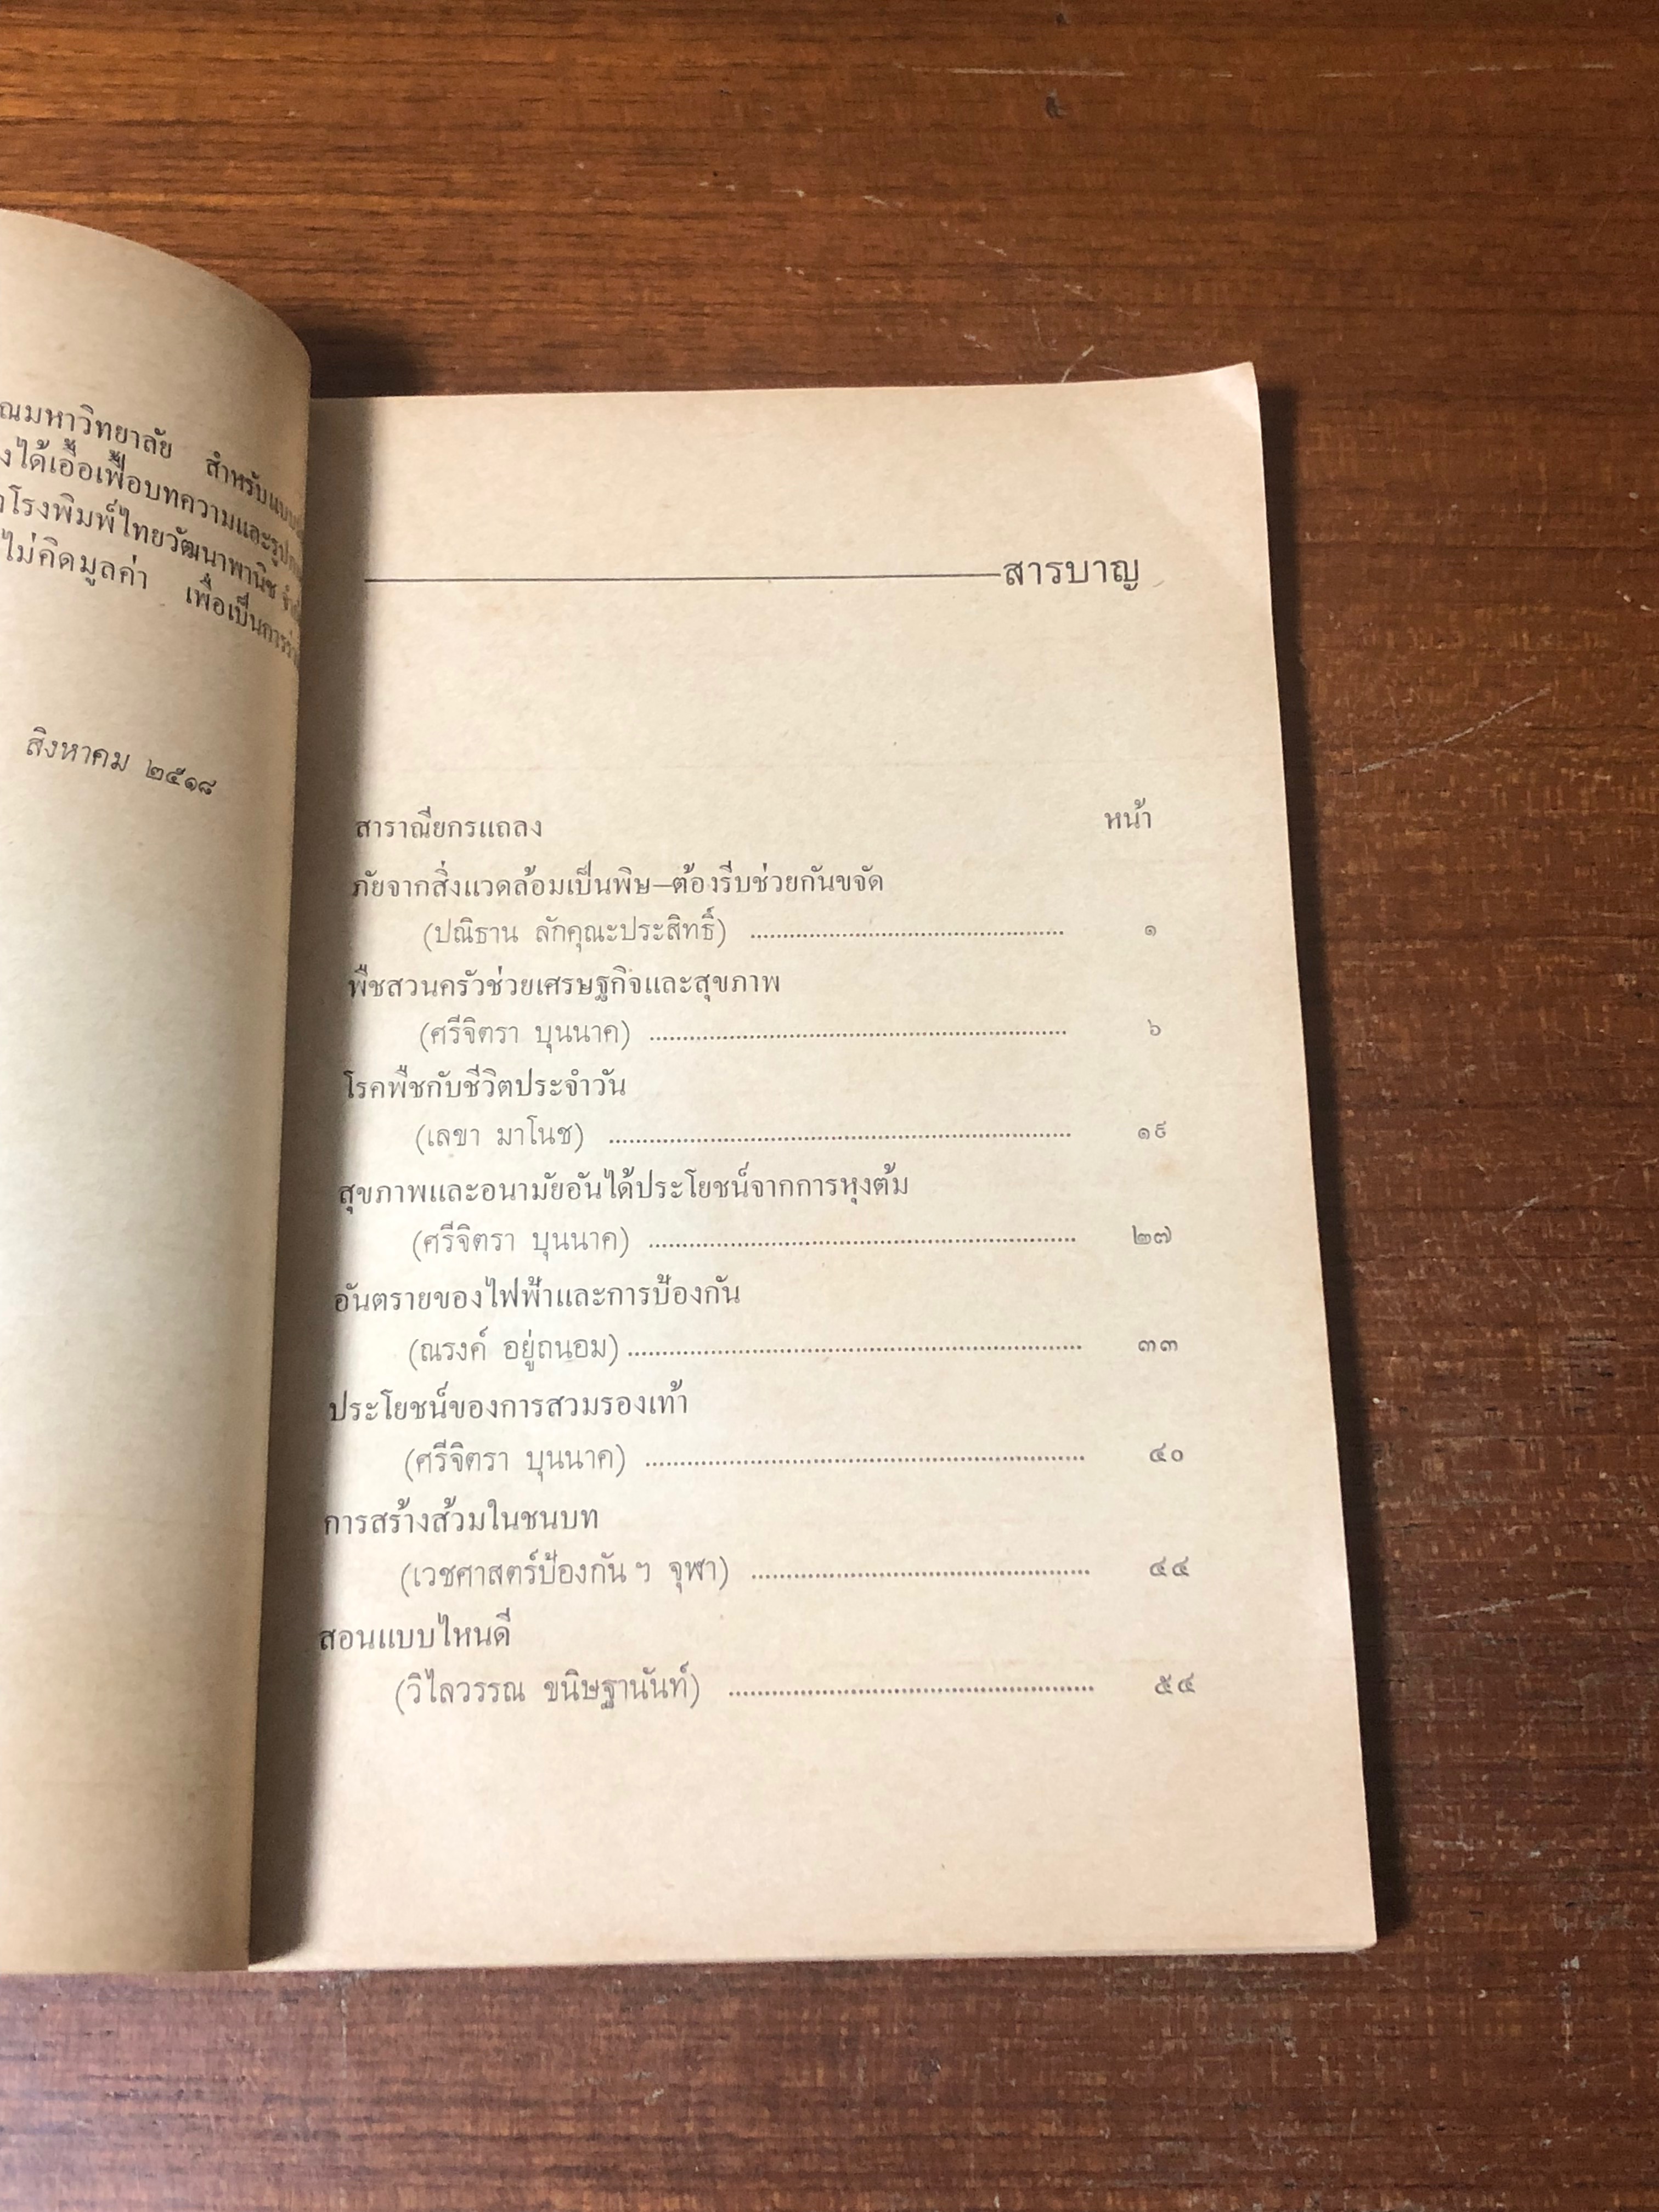 ณมหาวิทยาลัย สำหรับแบบ
งได้เอื้อเฟื้อบทความและรูป
โรงพิมพ์ไทยวัฒนาพานิช
ไม่คิดมูลค่า เพื่อเป็นการ
สิงหาคม ๒๕๑๘
สารบาญ
สาราณียกรแถลง หน้า
ภัยจากสิ่งแวดล้อมเป็นพิษ–ต้องรีบช่วยกันขจัด
(ปณิธาน ลักคุณะประสิทธิ์) ........................................ ๑
พืชสวนครัวช่วยเศรษฐกิจและสุขภาพ
(ศรีจิตรา บุนนาค) ........................................ ๖
โรคพืชกับชีวิตประจำวัน
(เลขา มาโนช) ........................................ ๑๙
สุขภาพและอนามัยอันได้ประโยชน์จากการหุงต้ม
(ศรีจิตรา บุนนาค) ........................................ ๒๗
อันตรายของไฟฟ้าและการป้องกัน
(ณรงค์ อยู่ถนอม) ........................................ ๓๓
ประโยชน์ของการสวมรองเท้า
(ศรีจิตรา บุนนาค) ........................................ ๔๐
การสร้างส้วมในชนบท
(เวชศาสตร์ป้องกันฯ จุฬา) ........................................ ๔๔
สอนแบบไหนดี
(วิไลวรรณ ขนิษฐานันท์) ........................................ ๕๔